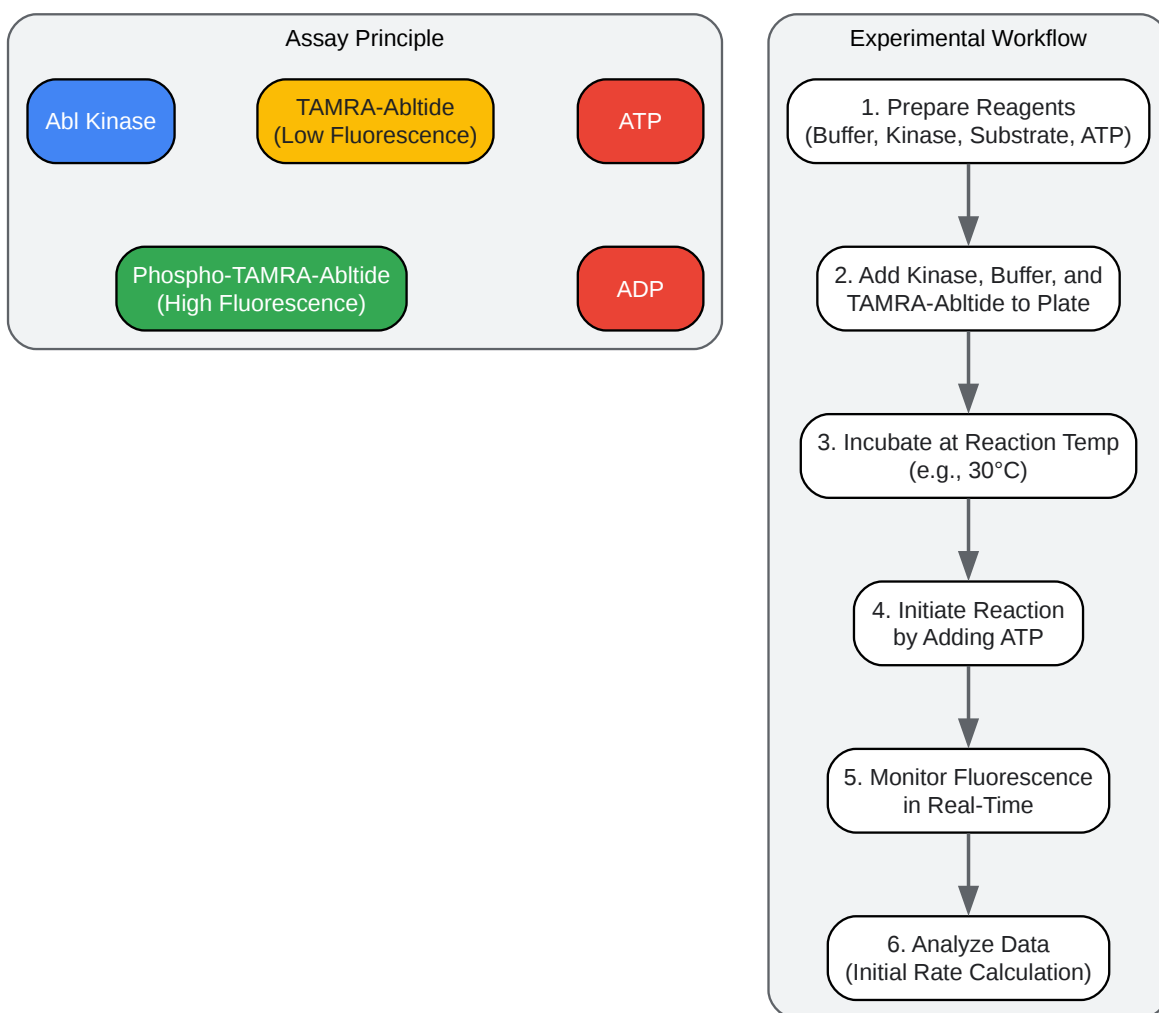 Assay Principle
Abl Kinase
TAMRA-Abltide
(Low Fluorescence)
ATP
Phospho-TAMRA-Abltide
(High Fluorescence)
ADP
Experimental Workflow
1. Prepare Reagents
(Buffer, Kinase, Substrate, ATP)
2. Add Kinase, Buffer, and
TAMRA-Abltide to Plate
3. Incubate at Reaction Temp
(e.g., 30°C)
4. Initiate Reaction
by Adding ATP
5. Monitor Fluorescence
in Real-Time
6. Analyze Data
(Initial Rate Calculation)